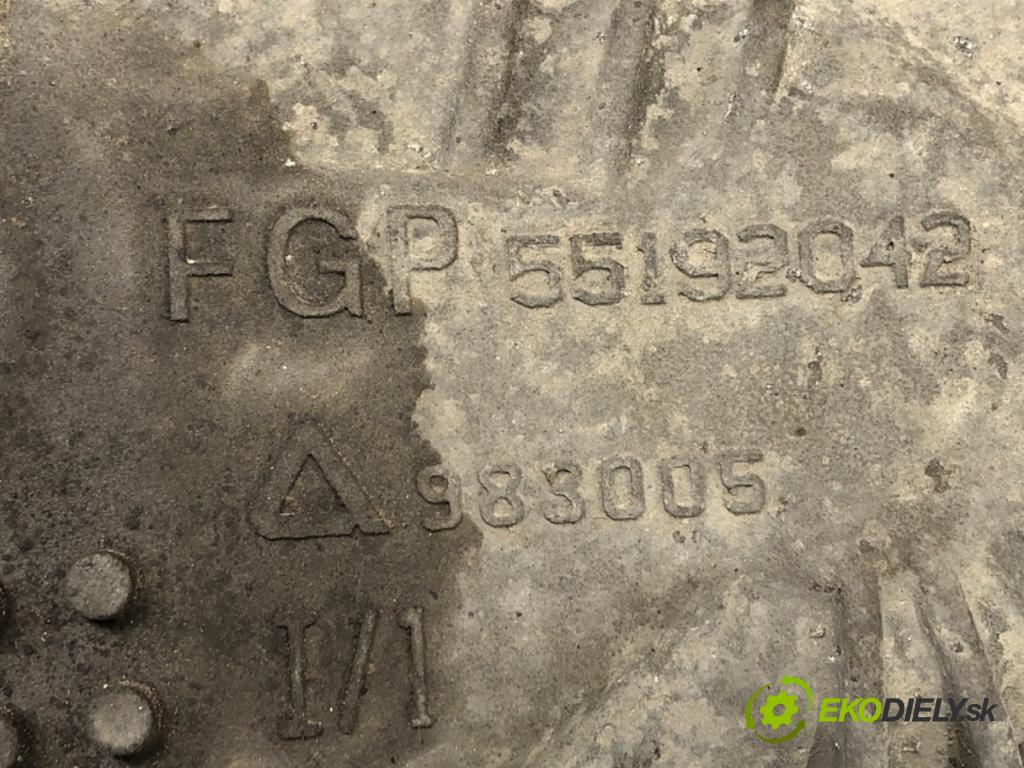 FGP 55192042
983005
I/1
EKODIELY.sk